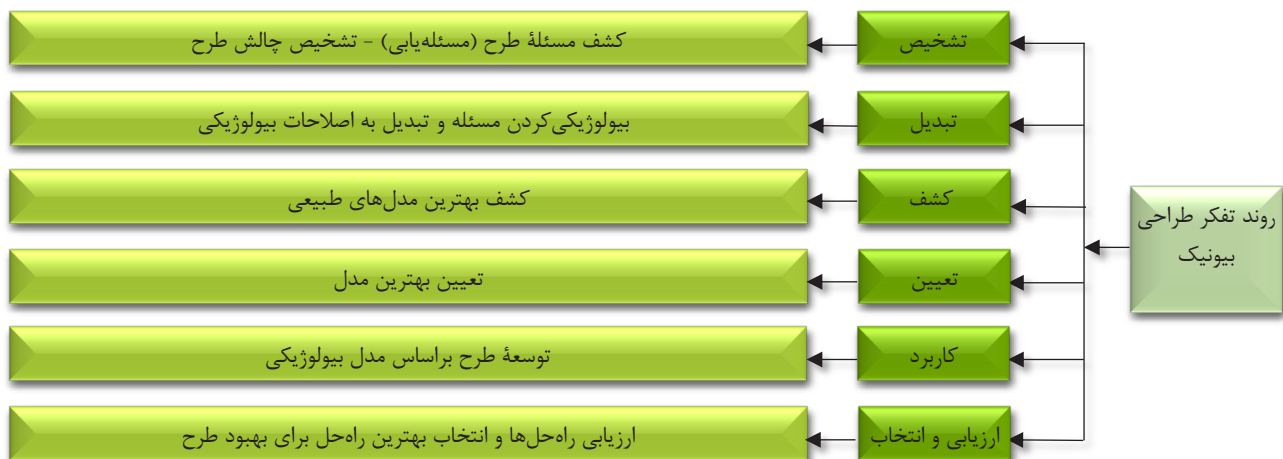 روند تفکر طراحی
بیونیک
تشخیص
کشف مسئلهٔ طرح (مسئله‌یابی) - تشخیص چالش طرح
تبدیل
بیولوژیکی‌کردن مسئله و تبدیل به اصلاحات بیولوژیکی
کشف
کشف بهترین مدل‌های طبیعی
تعیین
تعیین بهترین مدل
کاربرد
توسعهٔ طرح براساس مدل بیولوژیکی
ارزیابی و انتخاب
ارزیابی راه‌حل‌ها و انتخاب بهترین راه‌حل برای بهبود طرح